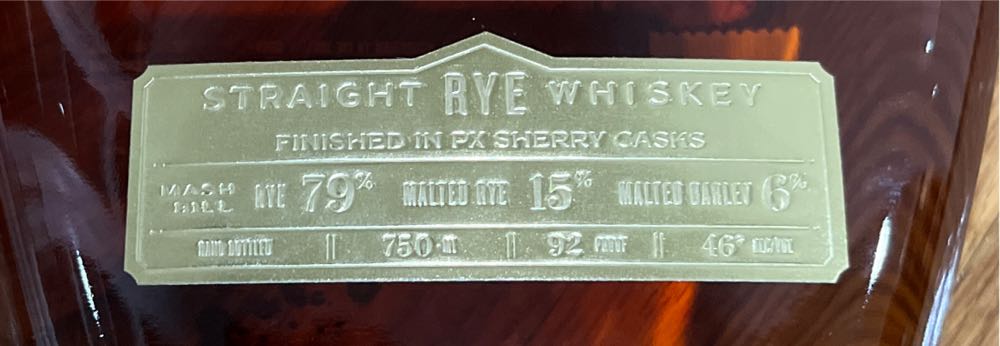 STRAIGHT RYE WHISKEY
FINISHED IN PX SHERRY CASKS
MASH BILL RYE 79% MALTED RYE 15% MALTED BARLEY 6%
HAND BOTTLED || 750 ML || 92 PROOF || 46% ALC/VOL